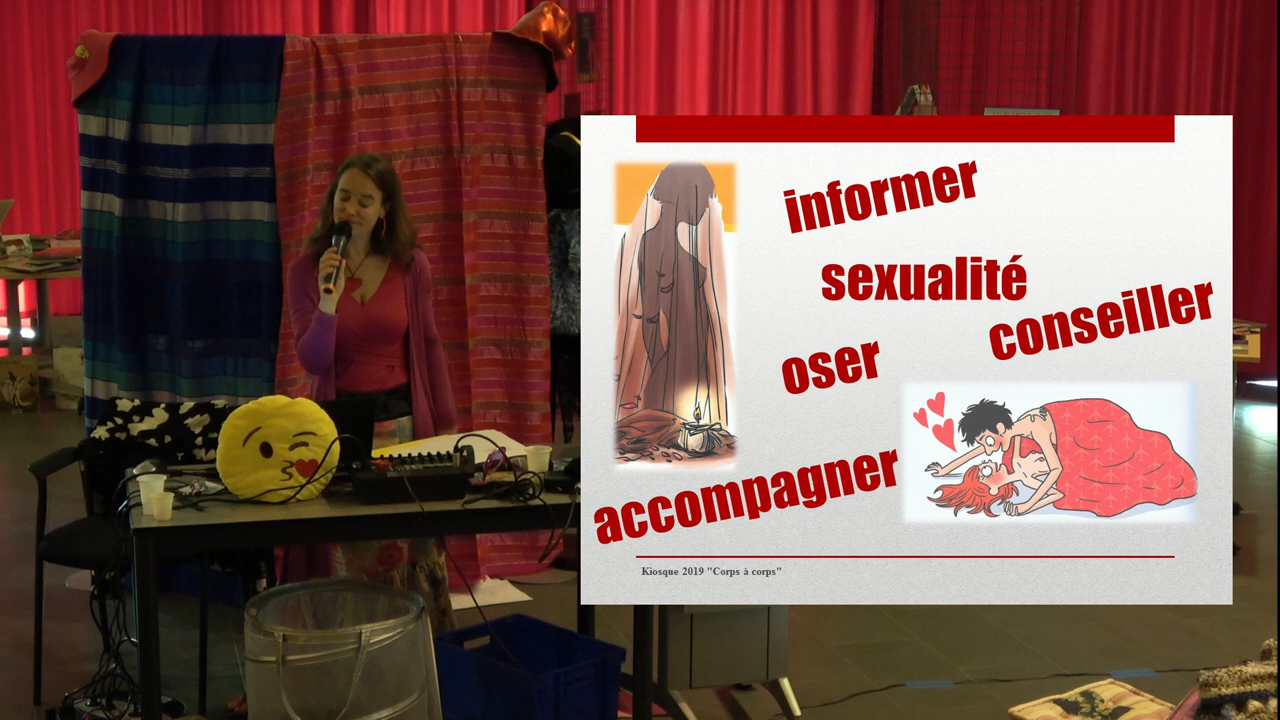 informer
sexualité
conseiller
oser
accompagner
Kiosque 2019 "Corps à corps"